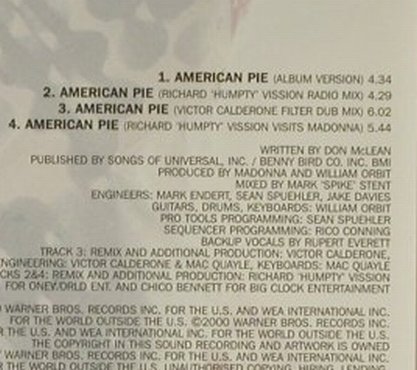 1. AMERICAN PIE (ALBUM VERSION) 4.34
2. AMERICAN PIE (RICHARD 'HUMPTY' VISSION RADIO MIX) 4.29
3. AMERICAN PIE (VICTOR CALDERONE FILTER DUB MIX) 6.02
4. AMERICAN PIE (RICHARD 'HUMPTY' VISSION VISITS MADONNA) 5.44
WRITTEN BY DON McLEAN
PUBLISHED BY SONGS OF UNIVERSAL, INC. / BENNY BIRD CO. INC. BMI
PRODUCED BY MADONNA AND WILLIAM ORBIT
MIXED BY MARK 'SPIKE' STENT
ENGINEERS: MARK ENDERT, SEAN SPUEHLER, JAKE DAVIES
GUITARS, DRUMS, KEYBOARDS: WILLIAM ORBIT
PRO TOOLS PROGRAMMING: SEAN SPUEHLER
SEQUENCER PROGRAMMING: RICO CONNING
BACKUP VOCALS BY RUPERT EVERETT
TRACK 3: REMIX AND ADDITIONAL PRODUCTION: VICTOR CALDERONE,
NGINEERING: VICTOR CALDERONE & MAC QUAYLE, KEYBOARDS: MAC QUAYLE
CKS 2&4: REMIX AND ADDITIONAL PRODUCTION: RICHARD 'HUMPTY' VISSION
FOR ONEWORLD ENT. AND CHICO BENNETT FOR BIG CLOCK ENTERTAINMENT
WARNER BROS. RECORDS INC. FOR THE U.S. AND WEA INTERNATIONAL INC.
FOR THE WORLD OUTSIDE THE U.S. ©2000 WARNER BROS. RECORDS INC.
R THE U.S. AND WEA INTERNATIONAL INC. FOR THE WORLD OUTSIDE THE U.S.
THE COPYRIGHT IN THIS SOUND RECORDING AND ARTWORK IS OWNED
WARNER BROS. RECORDS INC. FOR THE U.S. AND WEA INTERNATIONAL INC.
R THE WORLD OUTSIDE THE U.S. UNAUTHORISED COPYING, HIRING, LENDING,